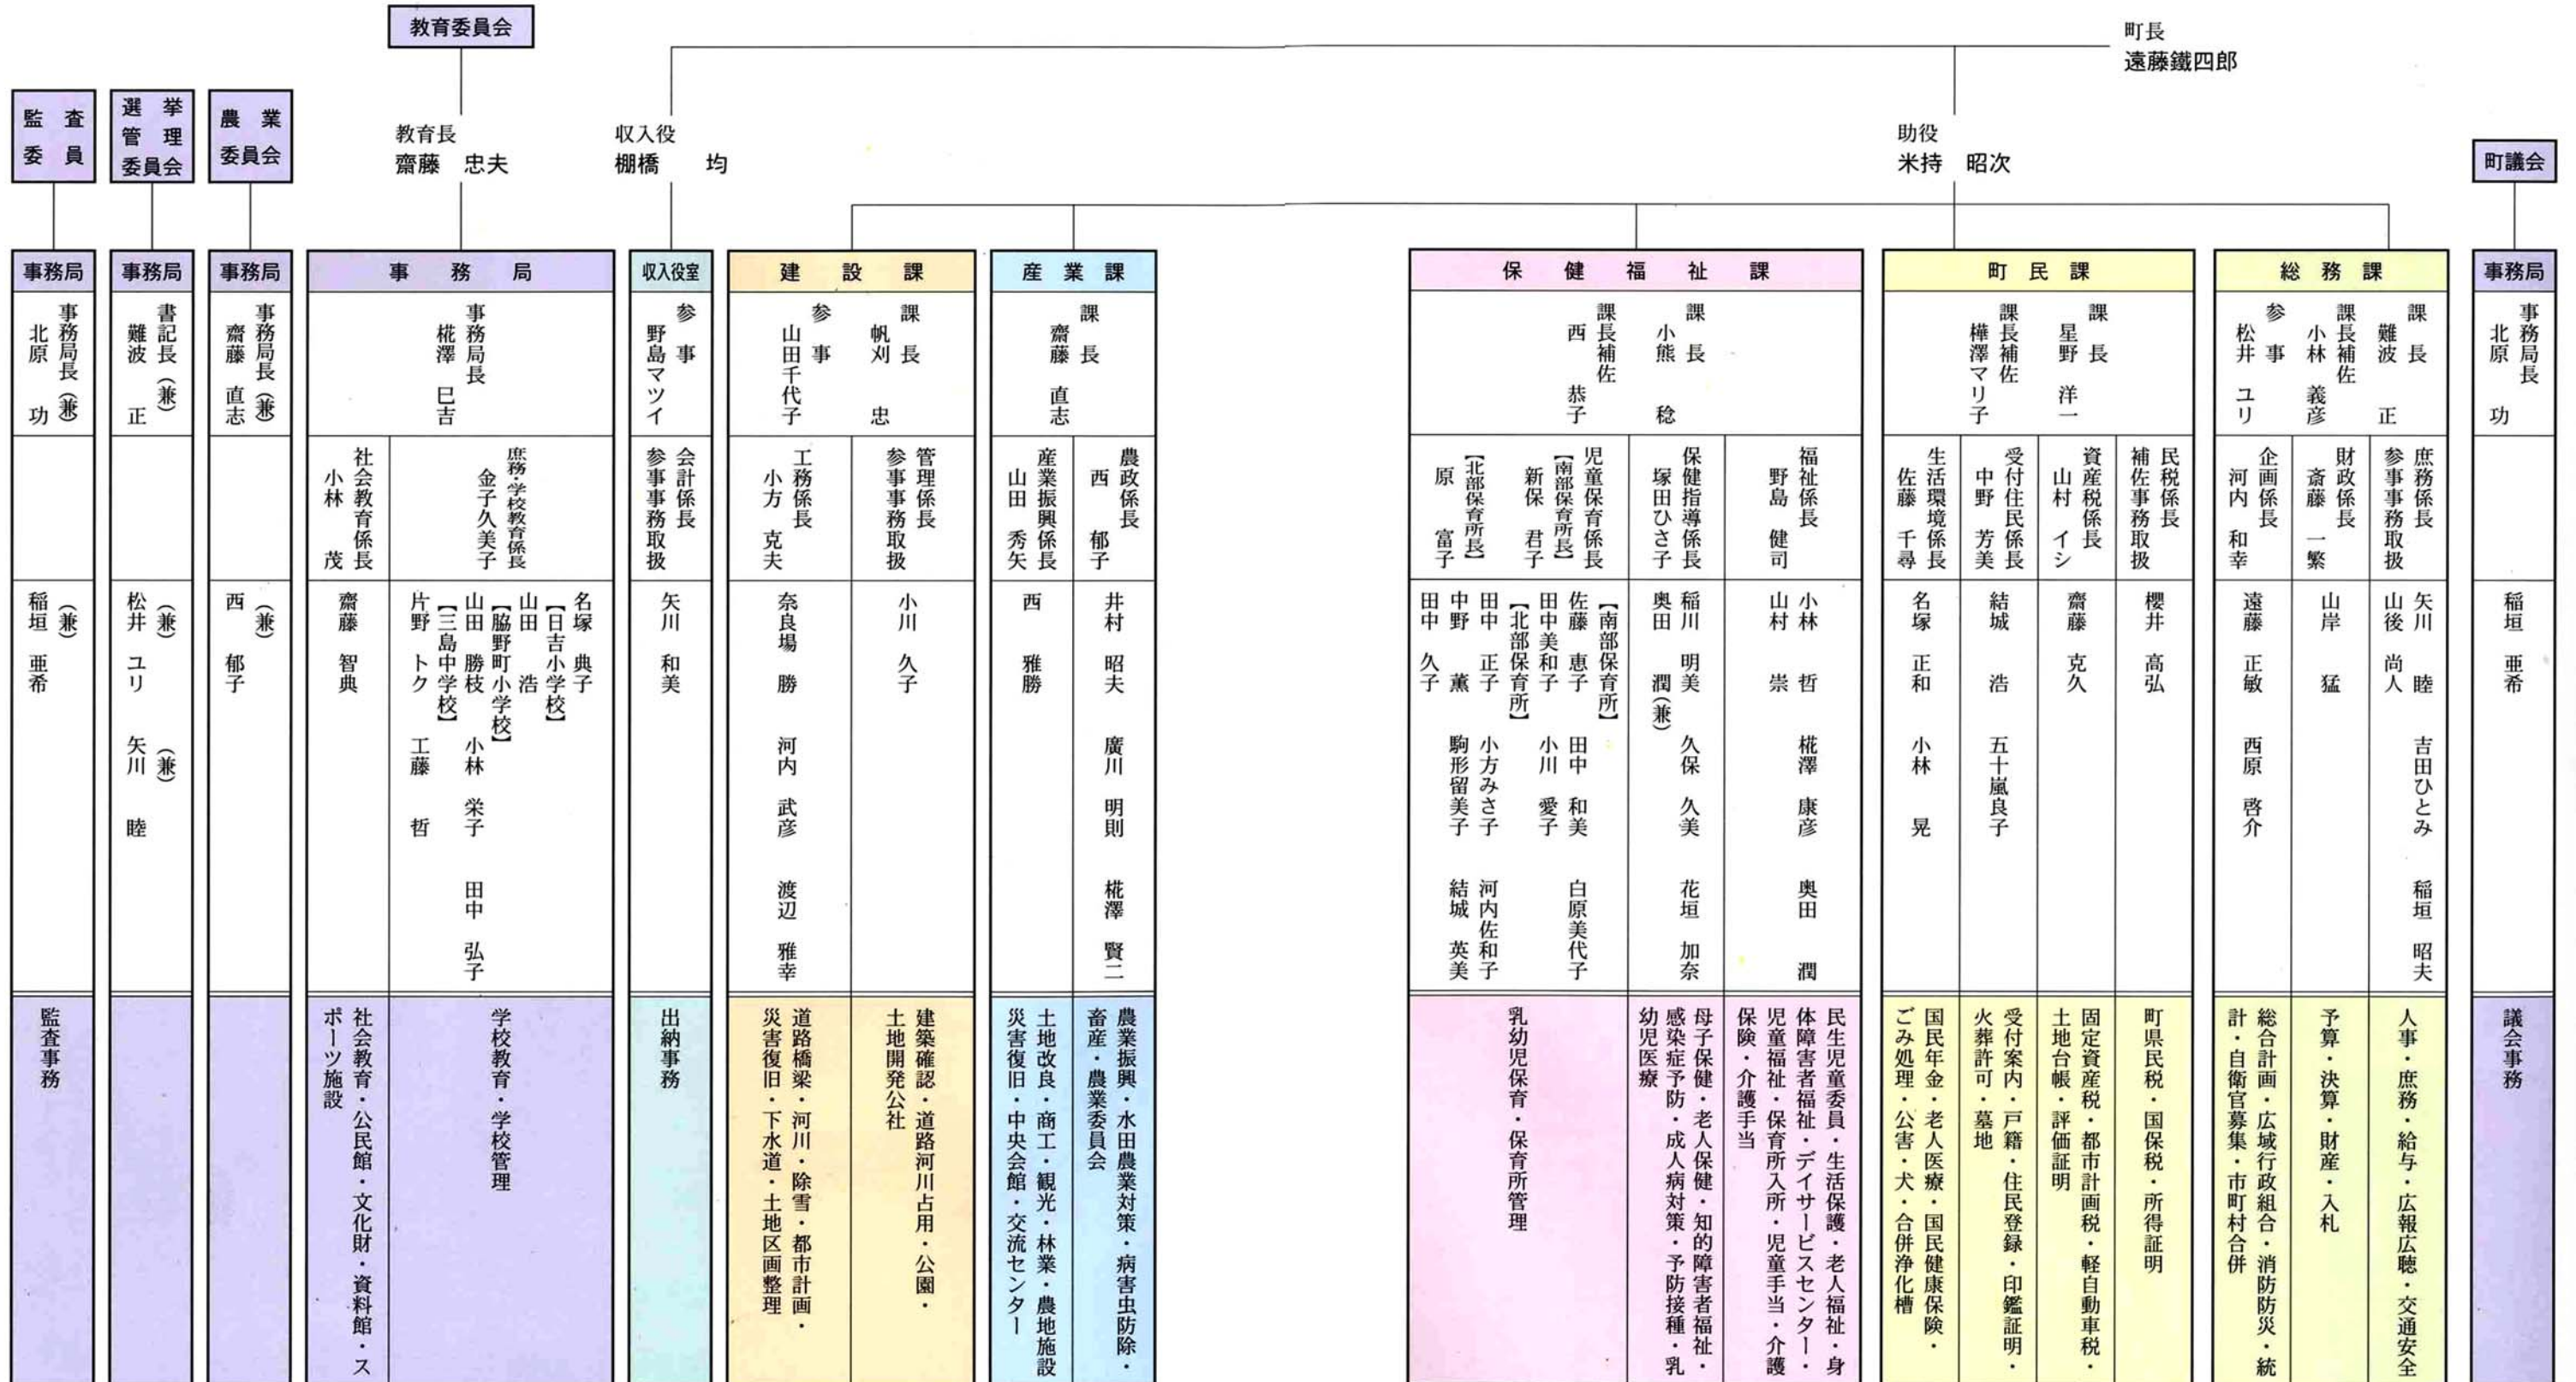 町長
遠藤鐵四郎
助役
米持　昭次
収入役
棚橋　均
教育委員会
教育長
齋藤　忠夫
町議会
事務局
事務局長
北原　功
稲垣　亜希
議会事務
総務課
課長
難波　正
課長補佐
小林　義彦
参事
松井　ユリ
庶務係長
参事事務取扱
矢川　睦　吉田ひとみ　稲垣　昭夫
山後　尚人
人事・庶務・給与・広報広聴・交通安全
財政係長
斎藤　一繁
山岸　猛
予算・決算・財産・入札
企画係長
河内　和幸
遠藤　正敏　西原　啓介
総合計画・広域行政組合・消防防災・統
計・自衛官募集・市町村合併
町民課
課長
星野　洋一
課長補佐
樺澤マリ子
民税係長
補佐事務取扱
櫻井　高弘
町県民税・国保税・所得証明
資産税係長
山村　イシ
齋藤　克久
固定資産税・都市計画税・軽自動車税・
土地台帳・評価証明
受付住民係長
中野　芳美
結城　浩　五十嵐良子
受付案内・戸籍・住民登録・印鑑証明・
火葬許可・墓地
生活環境係長
佐藤　千尋
名塚　正和　小林　晃
国民年金・老人医療・国民健康保険・
ごみ処理・公害・犬・合併浄化槽
保健福祉課
課長
小熊　稔
課長補佐
西　恭子
福祉係長
野島　健司
小林　哲　椛澤　康彦　奥田　潤
山村　崇
民生児童委員・生活保護・老人福祉・身
体障害者福祉・デイサービスセンター・
児童福祉・保育所入所・児童手当・介護
保険・介護手当
保健指導係長
塚田ひさ子
稲川　明美　久保　久美　花垣　加奈
奥田　潤（兼）
母子保健・老人保健・知的障害者福祉・
感染症予防・成人病対策・予防接種・乳
幼児医療
児童保育係長
【南部保育所長】
新保　君子
【北部保育所長】
原　富子
【南部保育所】
佐藤　恵子　田中　和美　白原美代子
田中美和子　小川　愛子
【北部保育所】
田中　正子　小方みさ子　河内佐和子
中野　薫　駒形留美子　結城　英美
田中　久子
乳幼児保育・保育所管理
産業課
課長
齋藤　直志
農政係長
西　郁子
井村　昭夫　廣川　明則　椛澤　賢二
農業振興・水田農業対策・病害虫防除・
畜産・農業委員会
産業振興係長
山田　秀矢
西　雅勝
土地改良・商工・観光・林業・農地施設
災害復旧・中央会館・交流センター
建設課
課長
帆刈　忠
参事
山田千代子
管理係長
参事事務取扱
小川　久子
建築確認・道路河川占用・公園・
土地開発公社
工務係長
小方　克夫
奈良場　勝　河内　武彦　渡辺　雅幸
道路橋梁・河川・除雪・都市計画・
災害復旧・下水道・土地区画整理
収入役室
参事
野島マツイ
会計係長
参事事務取扱
矢川　和美
出納事務
事務局
事務局長
椛澤　巳吉
庶務・学校教育係長
金子久美子
名塚　典子
【日吉小学校】
山田　浩
【脇野町小学校】
山田　勝枝　小林　栄子　田中　弘子
【三島中学校】
片野　トク　工藤　哲
学校教育・学校管理
社会教育係長
小林　茂
齋藤　智典
社会教育・公民館・文化財・資料館・ス
ポーツ施設
農業
委員会
事務局
事務局長（兼）
齋藤　直志
（兼）
西　郁子
選挙
管理
委員会
事務局
書記長（兼）
難波　正
（兼）　（兼）
松井　ユリ　矢川　睦
監査
委員
事務局
事務局長（兼）
北原　功
（兼）
稲垣　亜希
監査事務